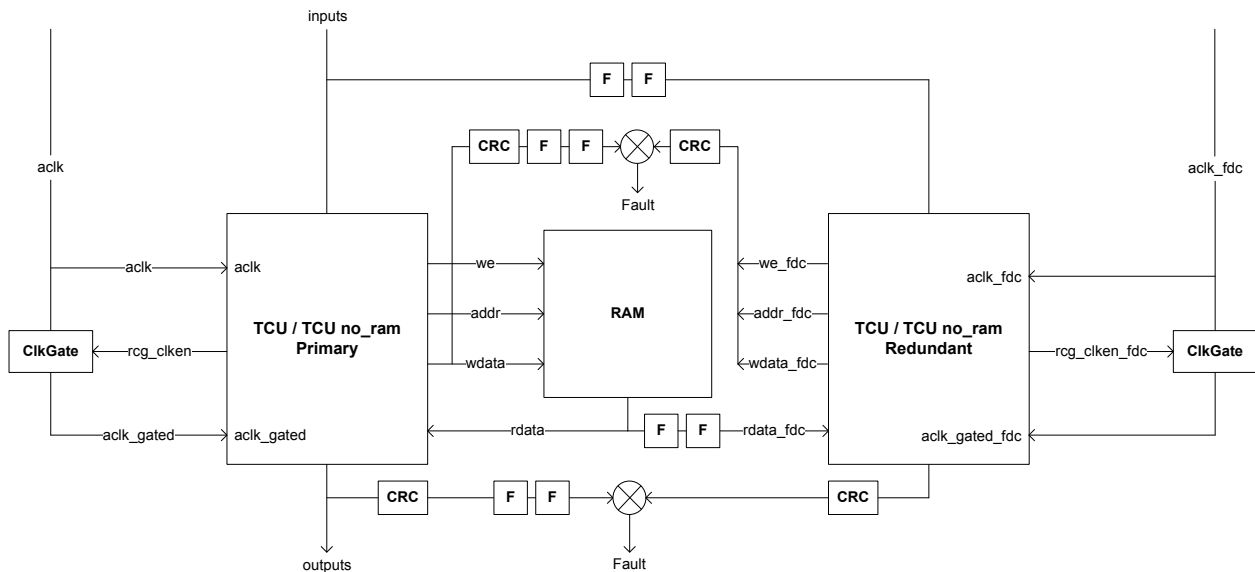 inputs
F F
CRC F F CRC
aclk
aclk_fdc
Fault
we
we_fdc
aclk
aclk
aclk_fdc
addr
RAM
addr_fdc
TCU / TCU no_ram
Primary
TCU / TCU no_ram
Redundant
ClkGate
rcg_clken
wdata
wdata_fdc
rcg_clken_fdc
ClkGate
aclk_gated
aclk_gated
rdata
F F
rdata_fdc
aclk_gated_fdc
CRC F F CRC
outputs
Fault